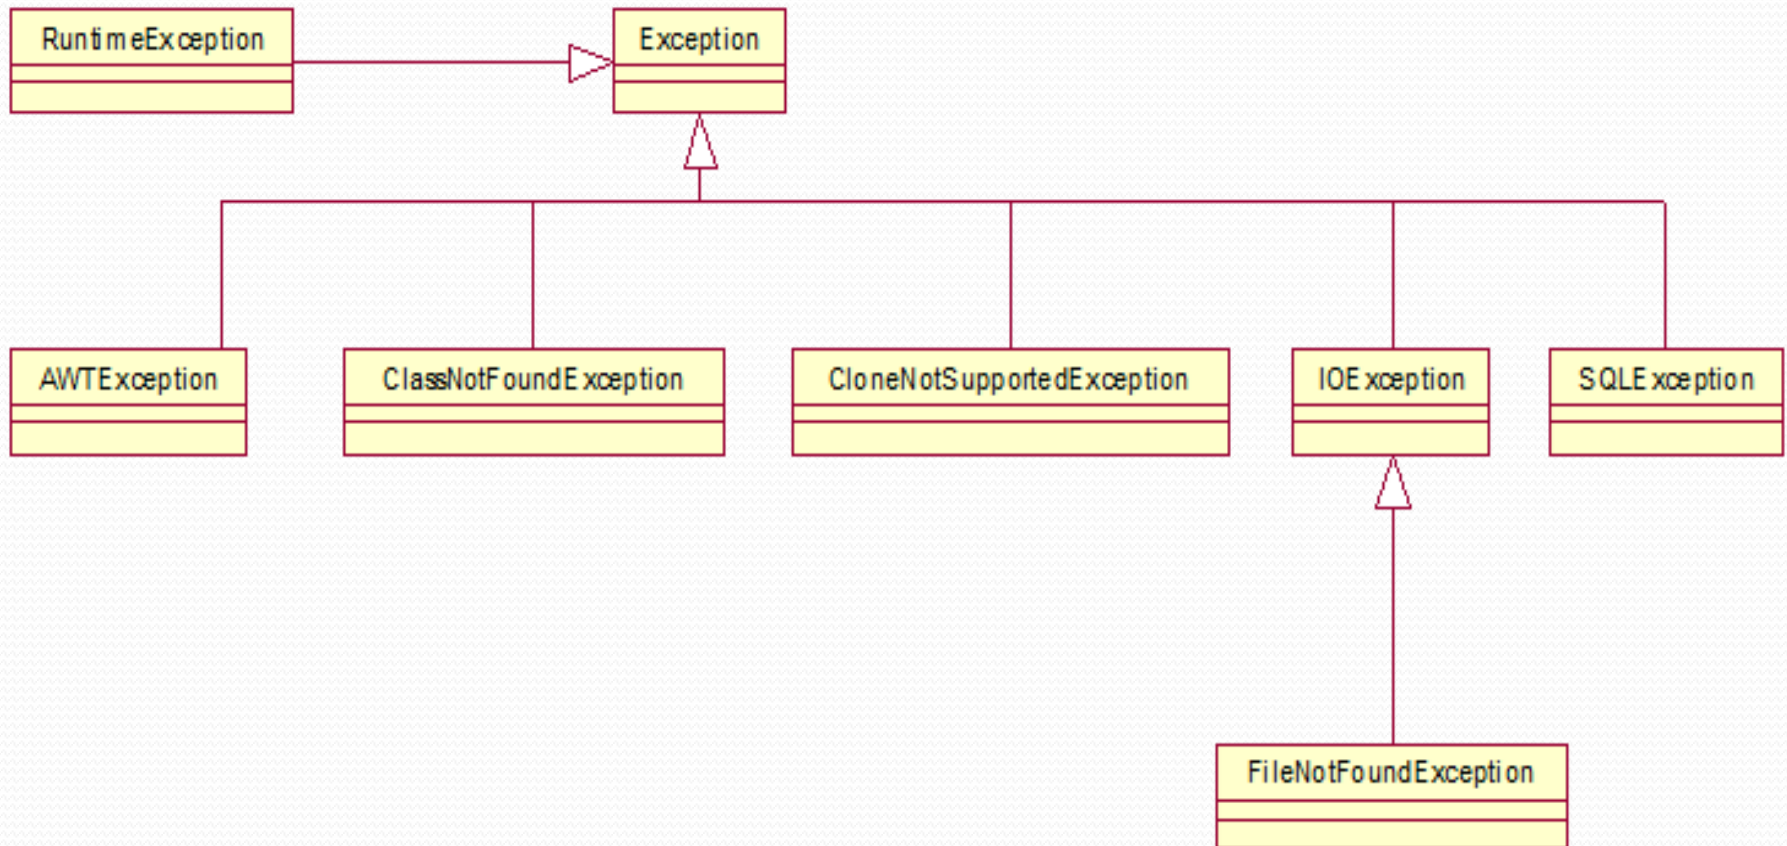 RuntimeException
Exception
AWTException
ClassNotFoundException
CloneNotSupportedException
IOException
SQLException
FileNotFoundException